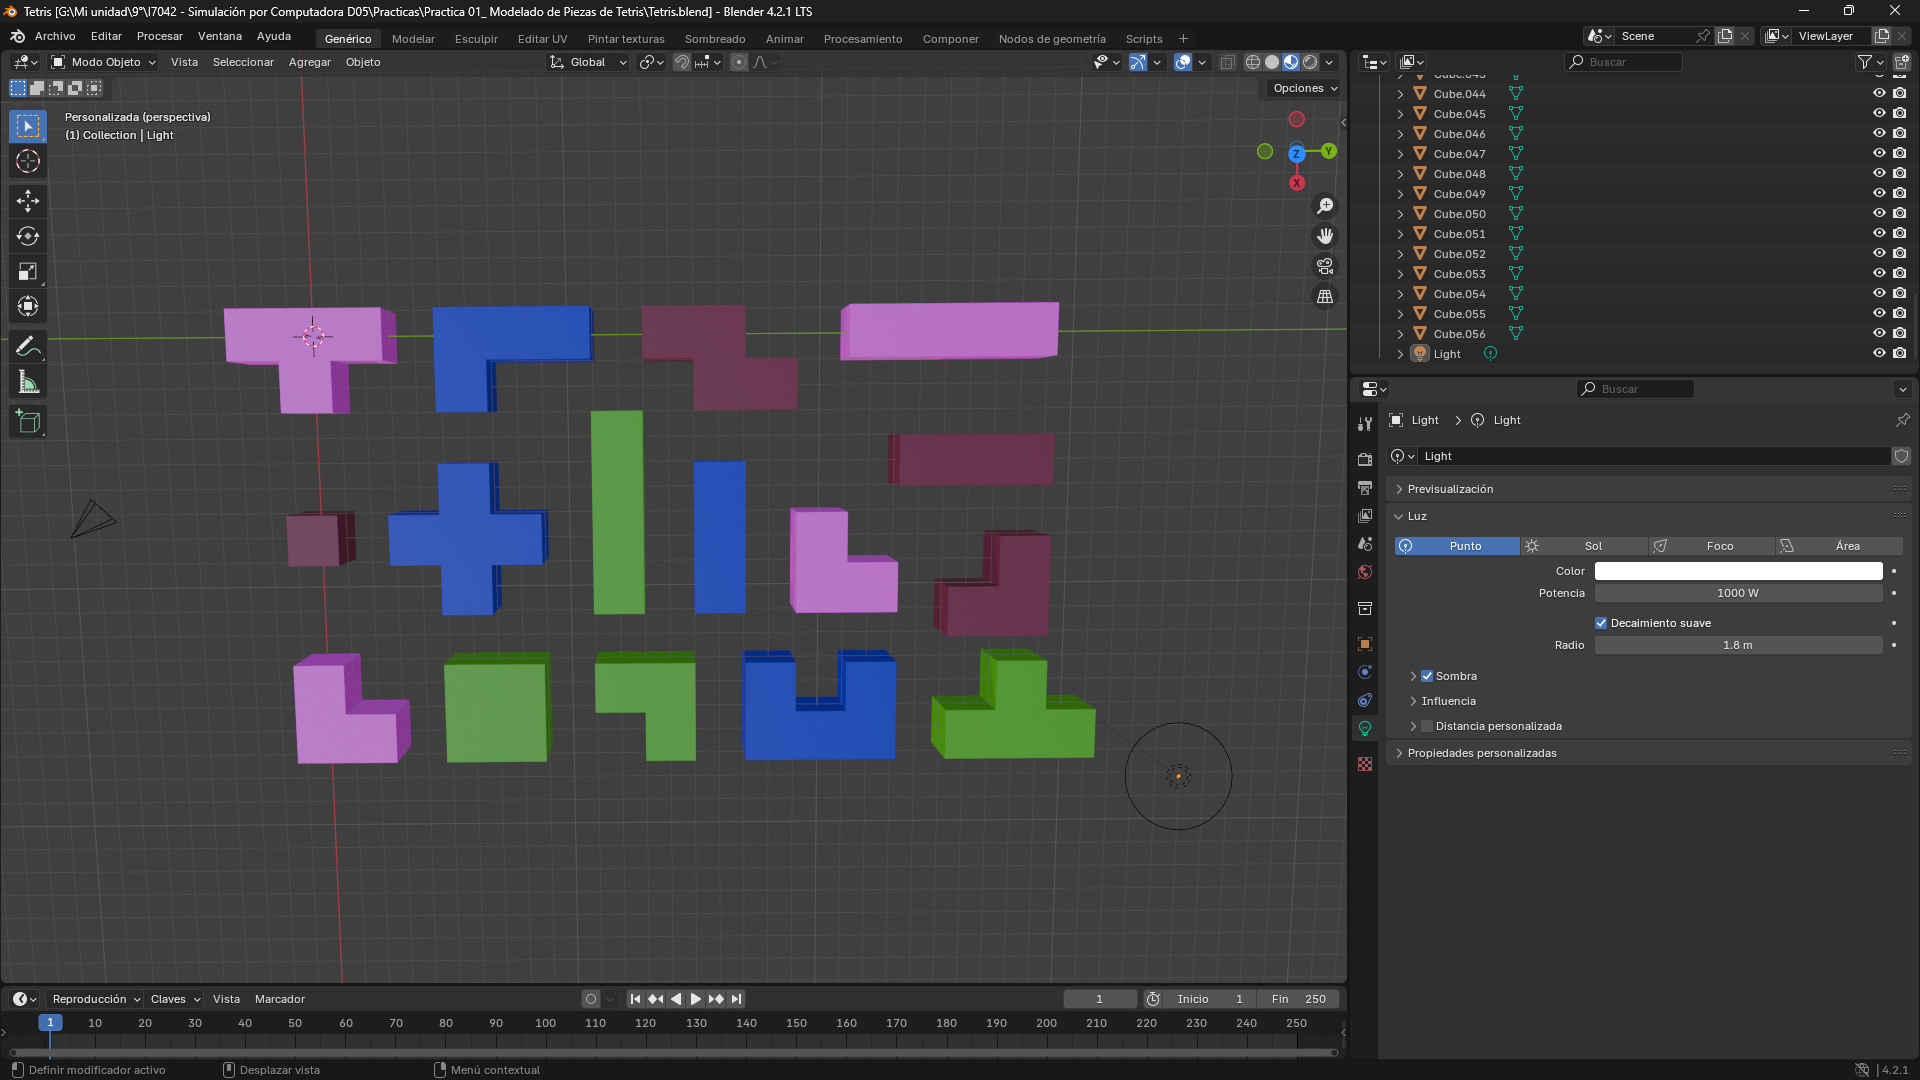 Tetris [G:\Mi unidad\9°\I7042 - Simulación por Computadora D05\Practicas\Practica 01_ Modelado de Piezas de Tetris\Tetris.blend] - Blender 4.2.1 LTS
Archivo Editar Procesar Ventana Ayuda
Genérico Modelar Esculpir Editar UV Pintar texturas Sombreado Animar Procesamiento Componer Nodos de geometría Scripts +
Scene ViewLayer
Modo Objeto Vista Seleccionar Agregar Objeto Global
Buscar
Opciones
Personalizada (perspectiva)
(1) Collection | Light
Z Y
X
Cube.044
Cube.045
Cube.046
Cube.047
Cube.048
Cube.049
Cube.050
Cube.051
Cube.052
Cube.053
Cube.054
Cube.055
Cube.056
Light
Buscar
Light > Light
Light
Previsualización
Luz
Punto Sol Foco Área
Color
Potencia 1000 W
Decaimiento suave
Radio 1.8 m
Sombra
Influencia
Distancia personalizada
Propiedades personalizadas
Reproducción Claves Vista Marcador 1 Inicio 1 Fin 250
1 10 20 30 40 50 60 70 80 90 100 110 120 130 140 150 160 170 180 190 200 210 220 230 240 250
Definir modificador activo Desplazar vista Menú contextual 4.2.1